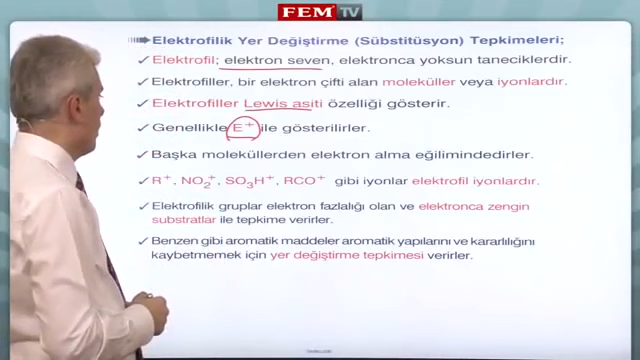 FEM TV
Elektrofilik Yer Değiştirme (Sübstitüsyon) Tepkimeleri;
Elektrofil; elektron seven, elektronca yoksun taneciklerdir.
Elektrofiller, bir elektron çifti alan moleküller veya iyonlardır.
Elektrofiller Lewis asiti özelliği gösterir.
Genellikle E⁺ ile gösterilirler.
Başka moleküllerden elektron alma eğilimindedirler.
R⁺, NO₂⁺, SO₃H⁺, RCO⁺ gibi iyonlar elektrofil iyonlardır.
Elektrofilik gruplar elektron fazlalığı olan ve elektronca zengin
substratlar ile tepkime verirler.
Benzen gibi aromatik maddeler aromatik yapılarını ve kararlılığını
kaybetmemek için yer değiştirme tepkimesi verirler.